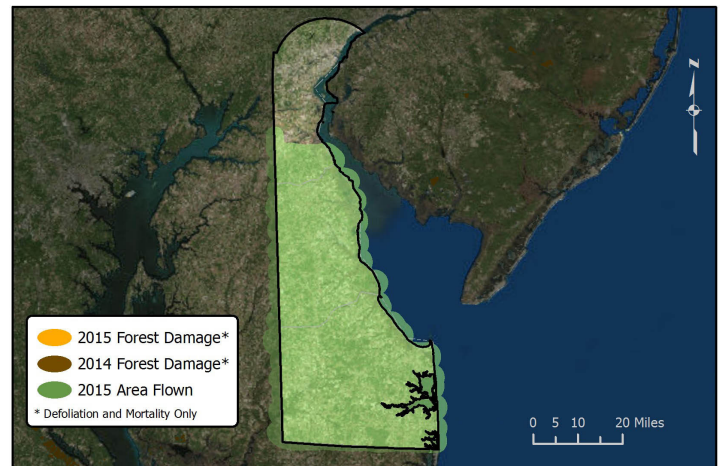 N
2015 Forest Damage*
2014 Forest Damage*
2015 Area Flown
* Defoliation and Mortality Only
0 5 10 20 Miles